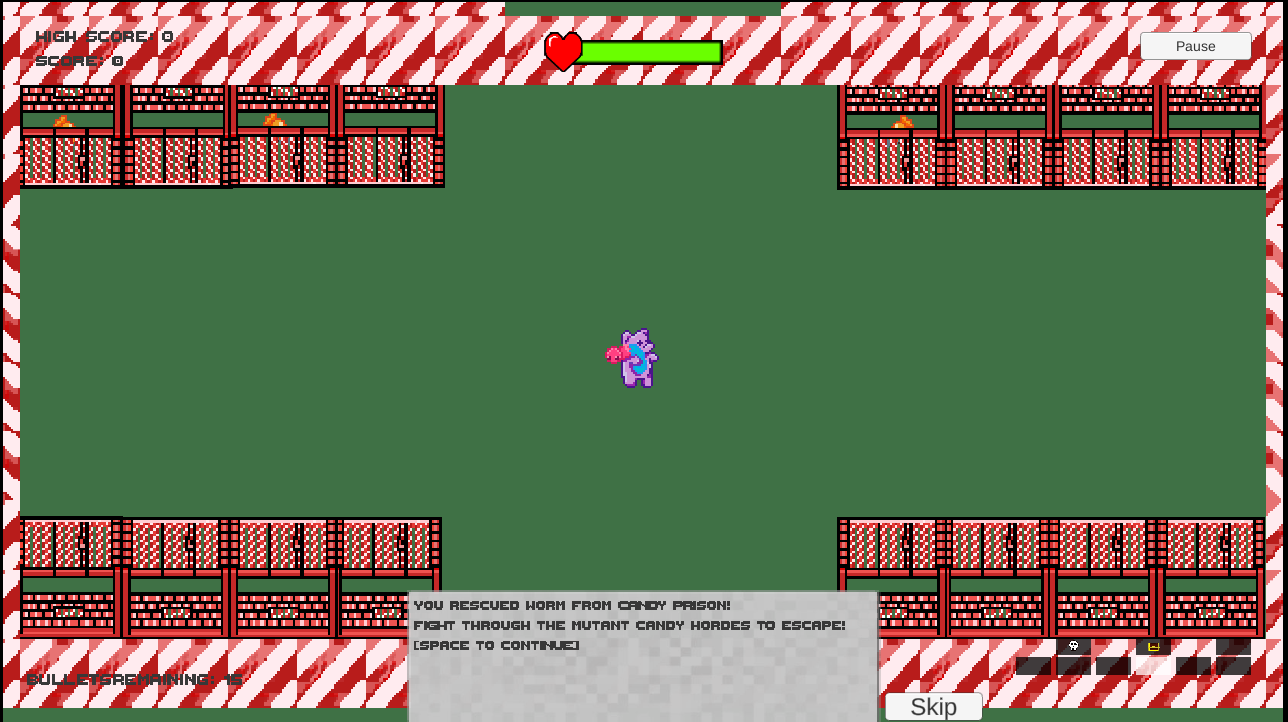 HIGH SCORE: 0
SCORE: 0
Pause
YOU RESCUED WORM FROM CANDY PRISON!
FIGHT THROUGH THE MUTANT CANDY HORDES TO ESCAPE!
[SPACE TO CONTINUE]
BULLETSREMAINING: 15
Skip